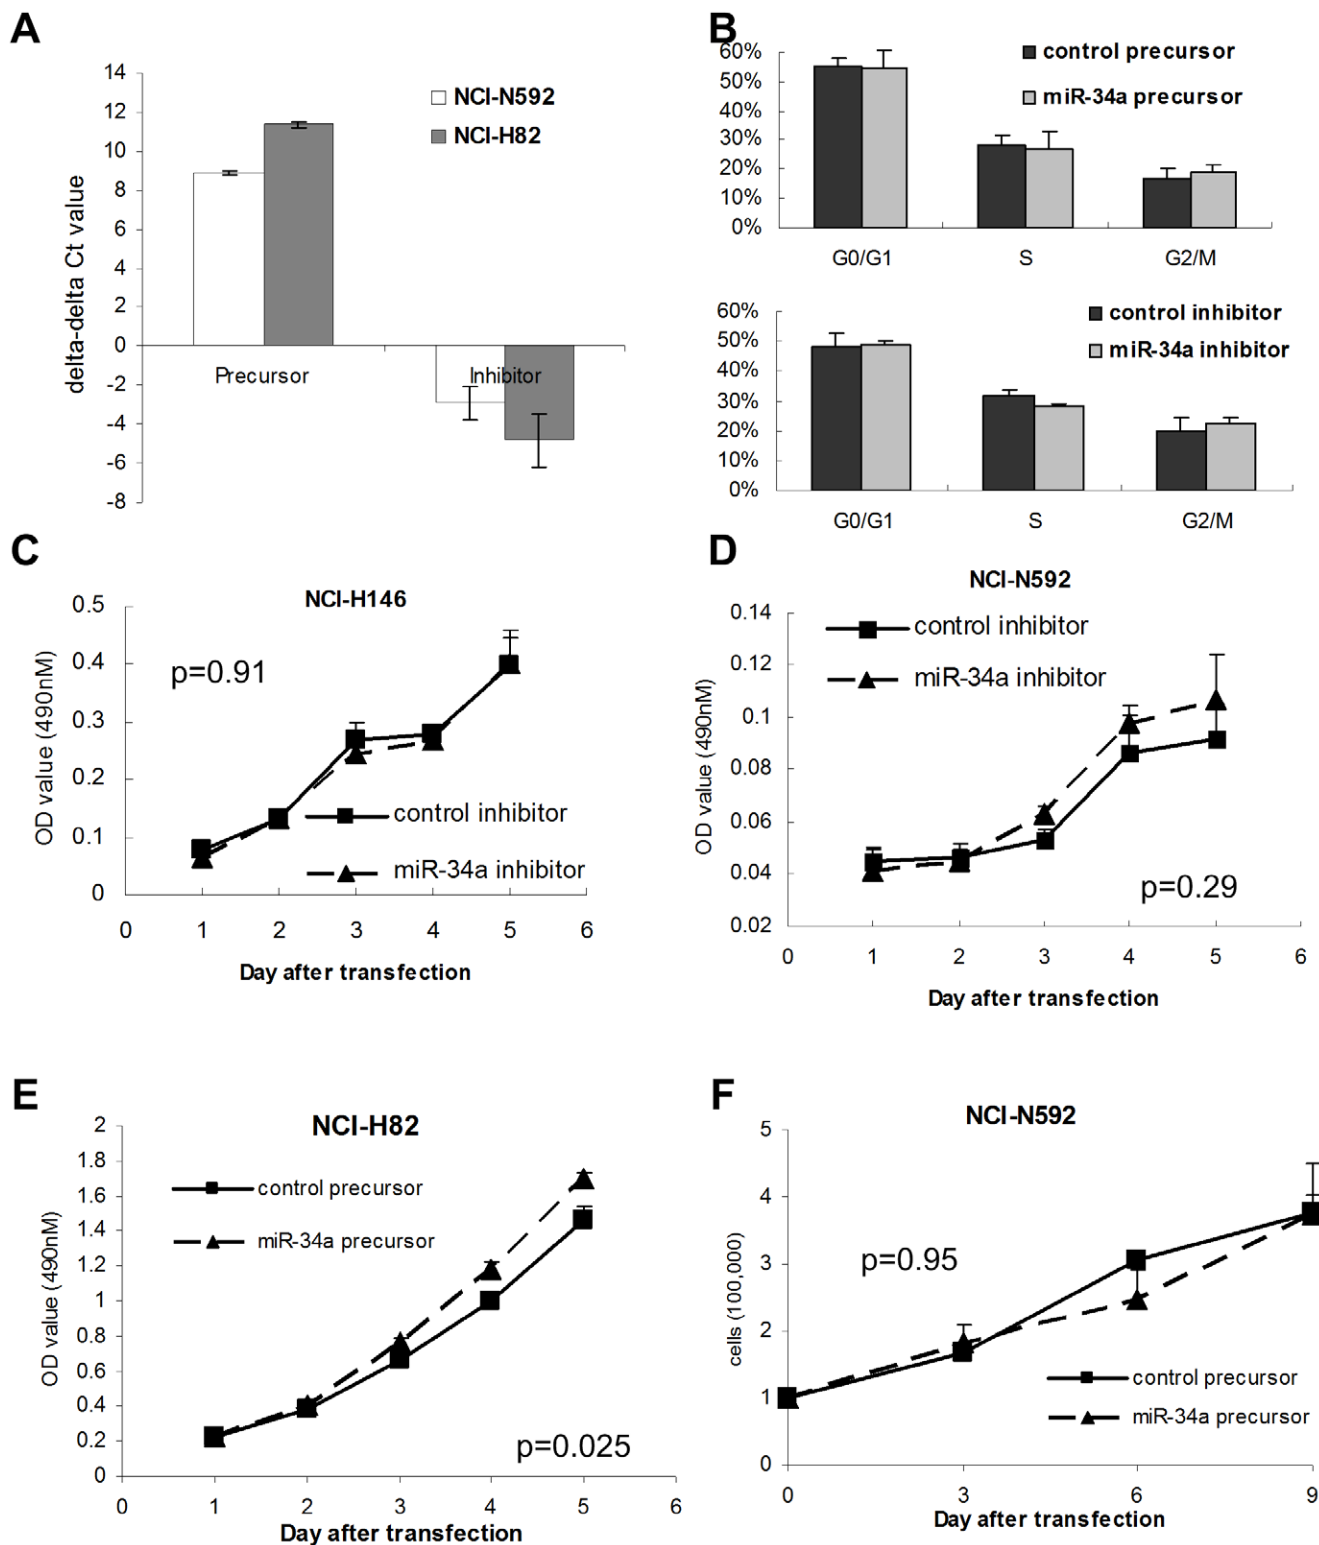 A
14
12
10
8
6
4
2
0
-2
-4
-6
-8
delta-delta Ct value
NCI-N592
NCI-H82
Precursor
Inhibitor
B
60%
50%
40%
30%
20%
10%
0%
control precursor
miR-34a precursor
G0/G1 S G2/M
60%
50%
40%
30%
20%
10%
0%
control inhibitor
miR-34a inhibitor
G0/G1 S G2/M
C
NCI-H146
0.5
0.4
0.3
0.2
0.1
0
OD value (490nM)
p=0.91
control inhibitor
miR-34a inhibitor
0 1 2 3 4 5 6
Day after transfection
D
NCI-N592
0.14
0.12
0.1
0.08
0.06
0.04
0.02
OD value (490nM)
control inhibitor
miR-34a inhibitor
p=0.29
0 1 2 3 4 5 6
Day after transfection
E
NCI-H82
2
1.8
1.6
1.4
1.2
1
0.8
0.6
0.4
0.2
0
OD value (490nM)
control precursor
miR-34a precursor
p=0.025
0 1 2 3 4 5 6
Day after transfection
F
NCI-N592
5
4
3
2
1
0
cells (100,000)
p=0.95
control precursor
miR-34a precursor
0 3 6 9
Day after transfection